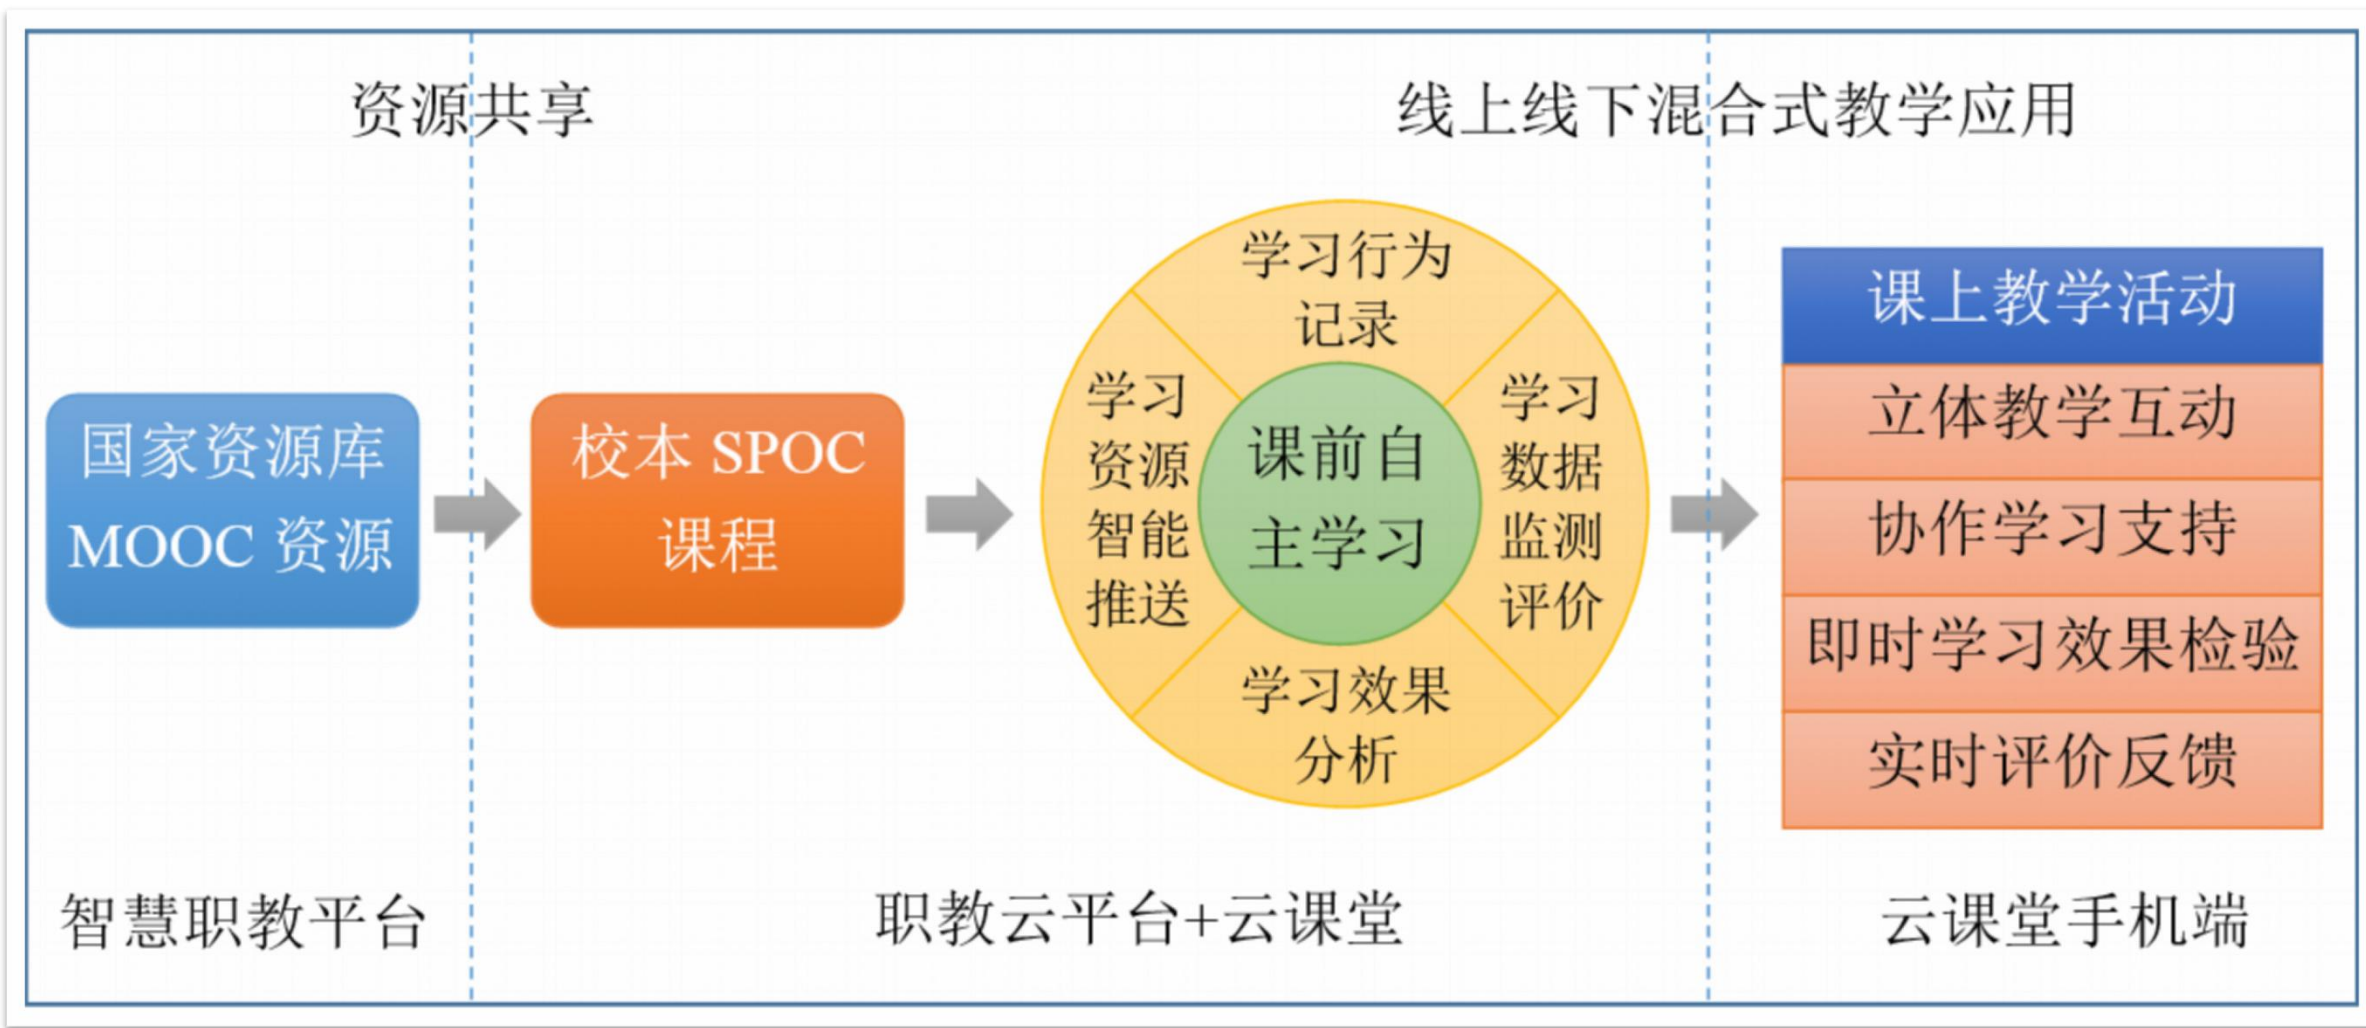 资源共享
线上线下混合式教学应用
国家资源库
MOOC 资源
校本 SPOC
课程
学习行为
记录
学习
资源
智能
推送
课前自
主学习
学习
数据
监测
评价
学习效果
分析
课上教学活动
立体教学互动
协作学习支持
即时学习效果检验
实时评价反馈
智慧职教平台
职教云平台+云课堂
云课堂手机端